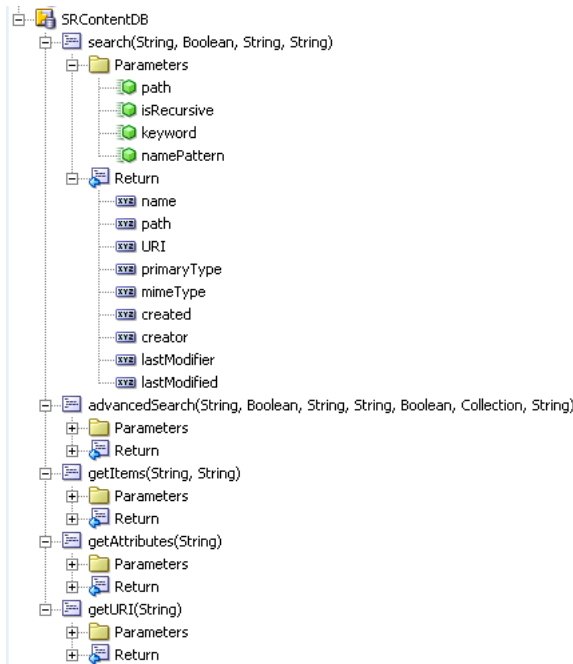 SRContentDB
search(String, Boolean, String, String)
Parameters
path
isRecursive
keyword
namePattern
Return
name
path
URI
primaryType
mimeType
created
creator
lastModifier
lastModified
advancedSearch(String, Boolean, String, String, Boolean, Collection, String)
Parameters
Return
getItems(String, String)
Parameters
Return
getAttributes(String)
Parameters
Return
getURI(String)
Parameters
Return